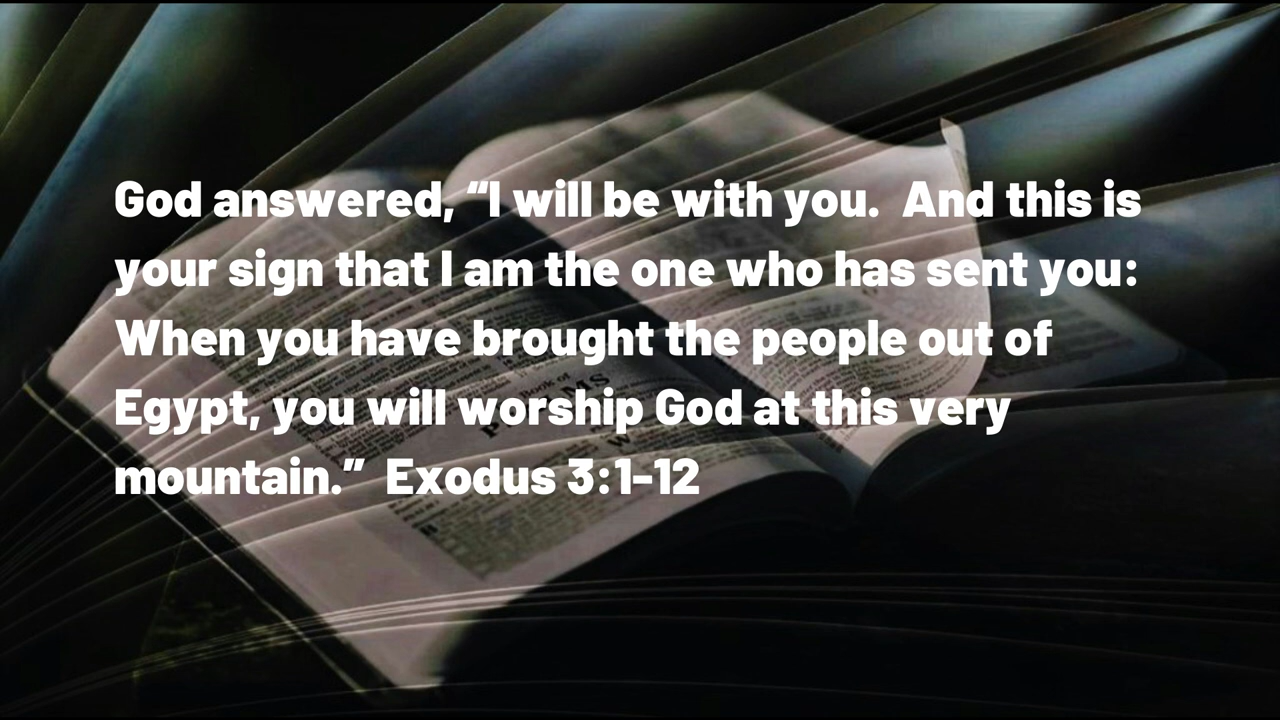 God answered, “I will be with you.  And this is
your sign that I am the one who has sent you:
When you have brought the people out of
Egypt, you will worship God at this very
mountain.”  Exodus 3:1-12